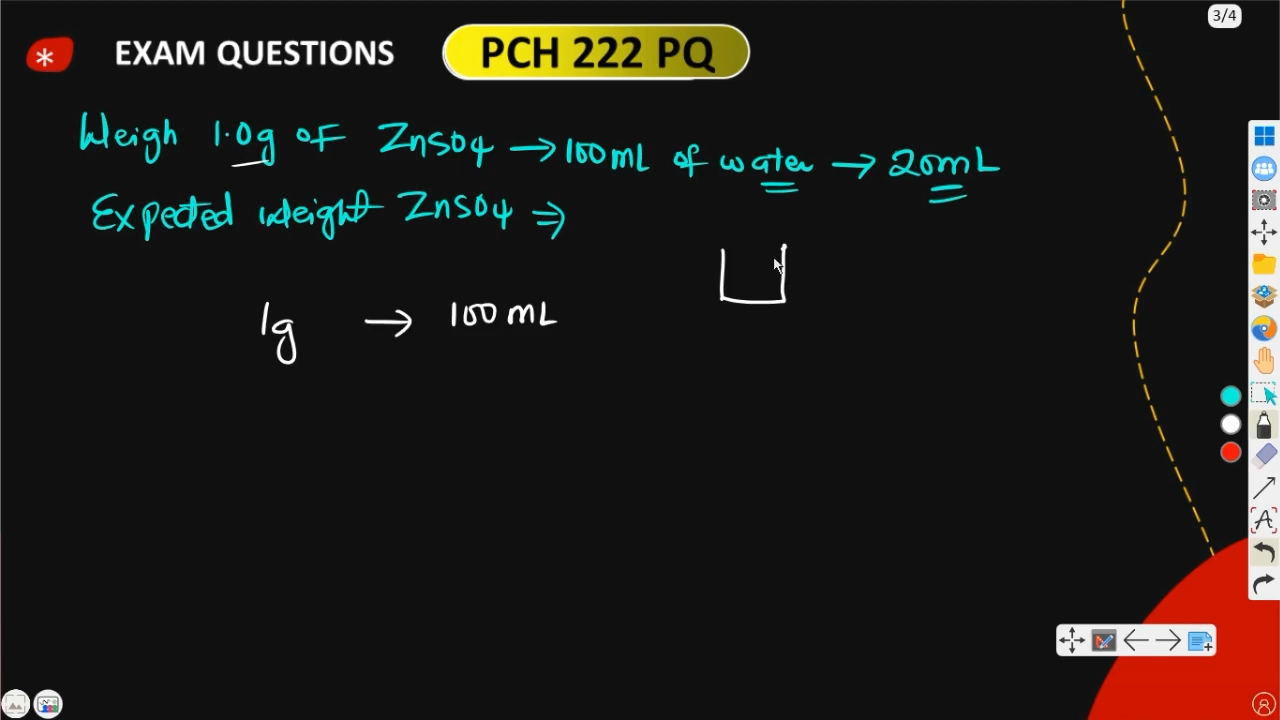 3/4
* EXAM QUESTIONS PCH 222 PQ
Weigh 1.0g of ZnSO4 → 100mL of water → 20mL
Expected weight ZnSO4 ⇒
1g → 100mL